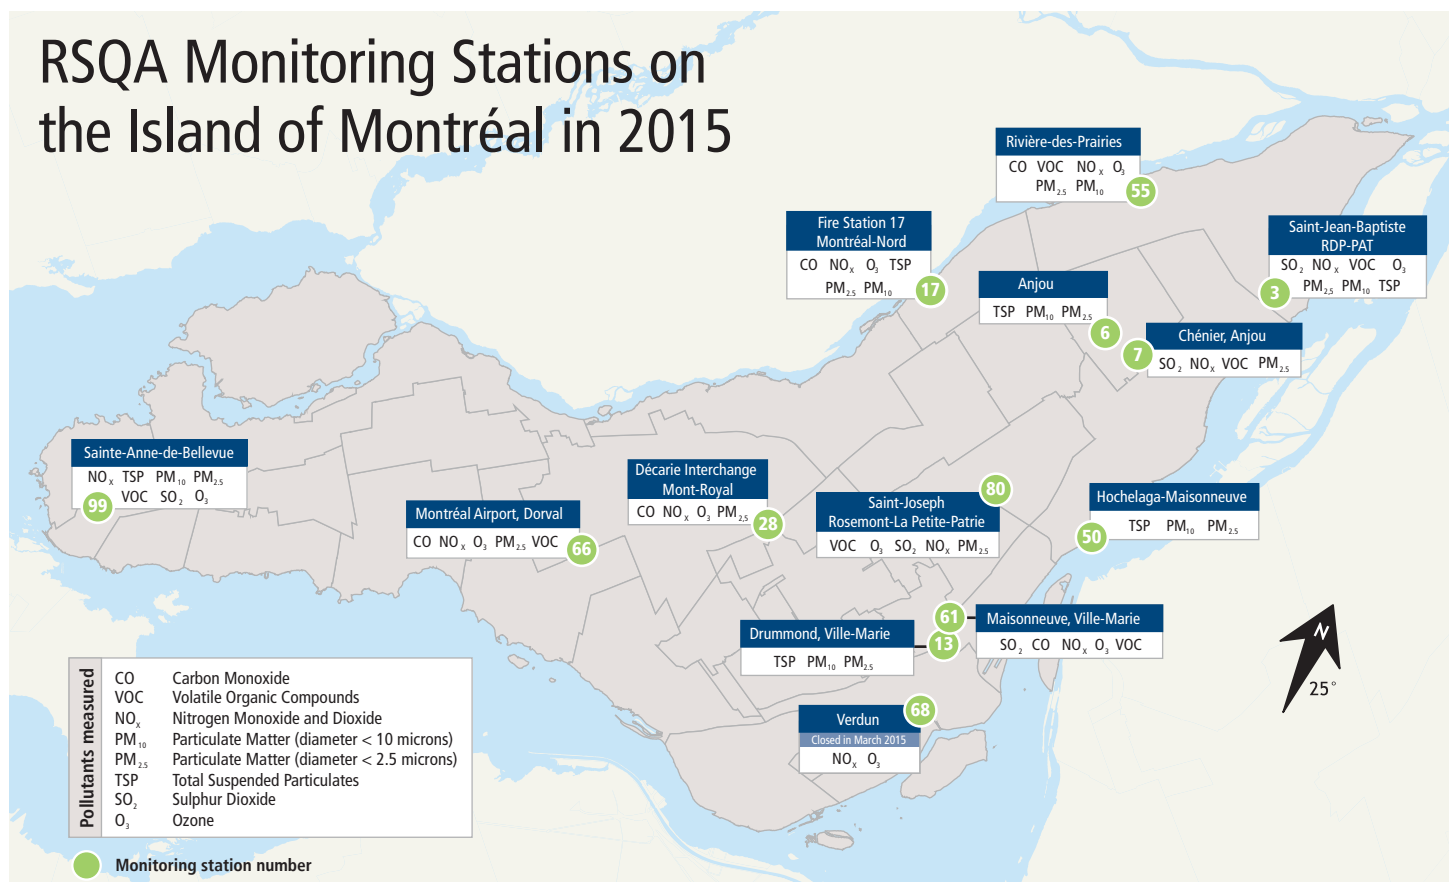 RSQA Monitoring Stations on
the Island of Montréal in 2015
Rivière-des-Prairies
CO VOC NOₓ O₃
PM₂.₅ PM₁₀
55
Fire Station 17
Montréal-Nord
CO NOₓ O₃ TSP
PM₂.₅ PM₁₀
17
Saint-Jean-Baptiste
RDP-PAT
SO₂ NOₓ VOC O₃
PM₂,₅ PM₁₀ TSP
3
Anjou
TSP PM₁₀ PM₂.₅
6
Chénier, Anjou
SO₂ NOₓ VOC PM₂.₅
7
Sainte-Anne-de-Bellevue
NOₓ TSP PM₁₀ PM₂.₅
VOC SO₂ O₃
99
Montréal Airport, Dorval
CO NOₓ O₃ PM₂.₅ VOC
66
Décarie Interchange
Mont-Royal
CO NOₓ O₃ PM₂,₅
28
80
Saint-Joseph
Rosemont-La Petite-Patrie
VOC O₃ SO₂ NOₓ PM₂.₅
Hochelaga-Maisonneuve
TSP PM₁₀ PM₂.₅
50
61
Maisonneuve, Ville-Marie
SO₂ CO NOₓ O₃ VOC
Drummond, Ville-Marie
TSP PM₁₀ PM₂.₅
13
Verdun
68
Closed in March 2015
NOₓ O₃
N
25°
Pollutants measured
CO Carbon Monoxide
VOC Volatile Organic Compounds
NOₓ Nitrogen Monoxide and Dioxide
PM₁₀ Particulate Matter (diameter < 10 microns)
PM₂.₅ Particulate Matter (diameter < 2.5 microns)
TSP Total Suspended Particulates
SO₂ Sulphur Dioxide
O₃ Ozone
Monitoring station number